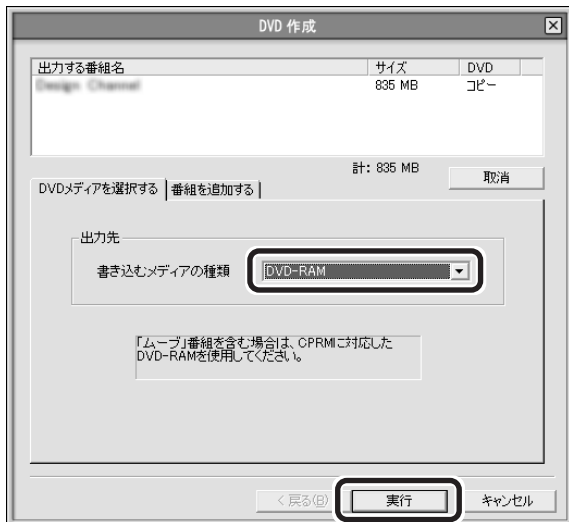 DVD 作成
出力する番組名 サイズ DVD
Design Channel 835 MB コピー
計: 835 MB
取消
DVDメディアを選択する 番組を追加する
出力先
書き込むメディアの種類 DVD-RAM
「ムーブ」番組を含む場合は、CPRMに対応した
DVD-RAMを使用してください。
< 戻る(B) 実行 キャンセル